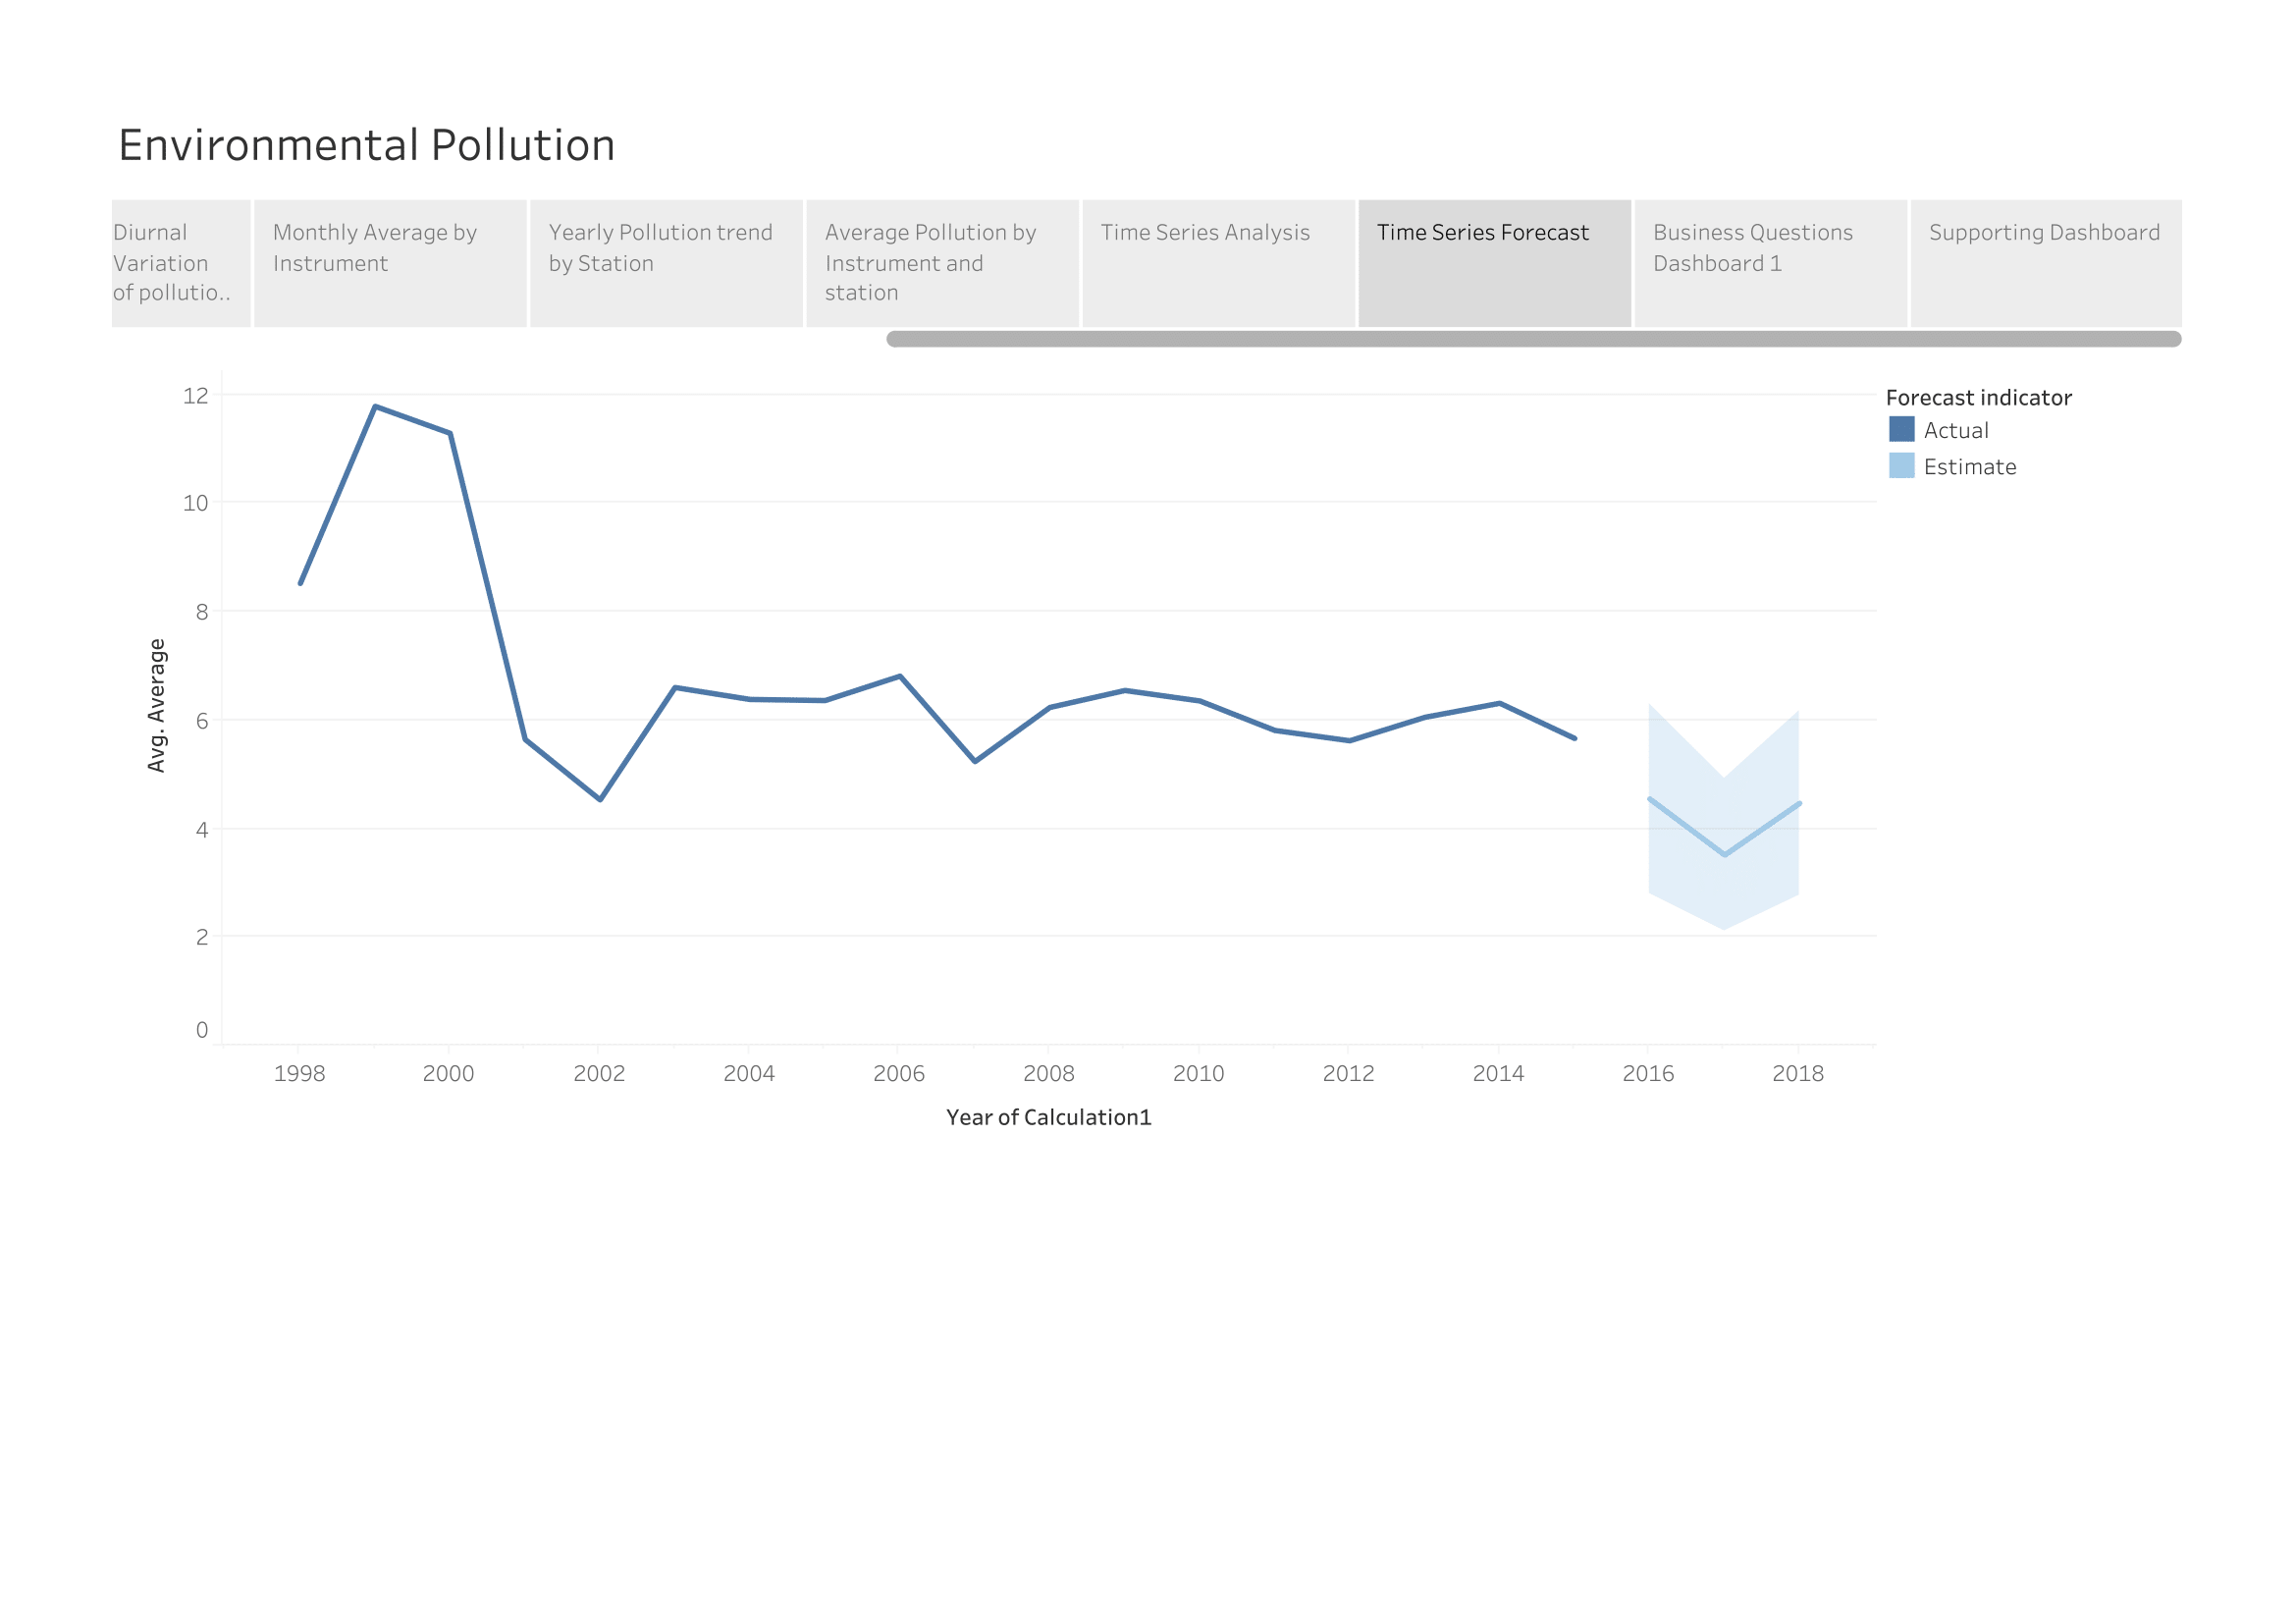 Environmental Pollution
Diurnal
Variation
of pollutio..
Monthly Average by
Instrument
Yearly Pollution trend
by Station
Average Pollution by
Instrument and
station
Time Series Analysis
Time Series Forecast
Business Questions
Dashboard 1
Supporting Dashboard
12
10
8
6
4
2
0
Avg. Average
1998
2000
2002
2004
2006
2008
2010
2012
2014
2016
2018
Year of Calculation1
Forecast indicator
Actual
Estimate